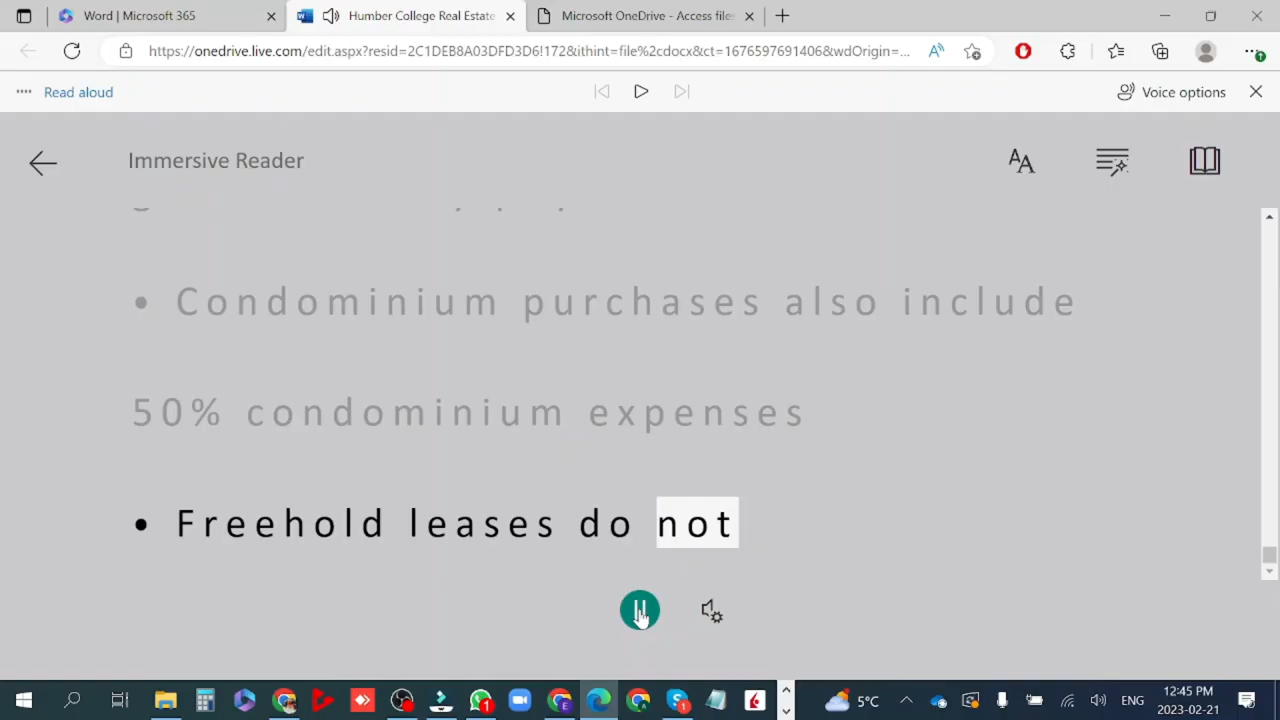 Word | Microsoft 365
Humber College Real Estate
Microsoft OneDrive - Access files
https://onedrive.live.com/edit.aspx?resid=2C1DEB8A03DFD3D6!172&ithint=file%2cdocx&ct=1676597691406&wdOrigin=...
Read aloud
Voice options
Immersive Reader
• Condominium purchases also include
50% condominium expenses
• Freehold leases do not
5°C
ENG
12:45 PM
2023-02-21